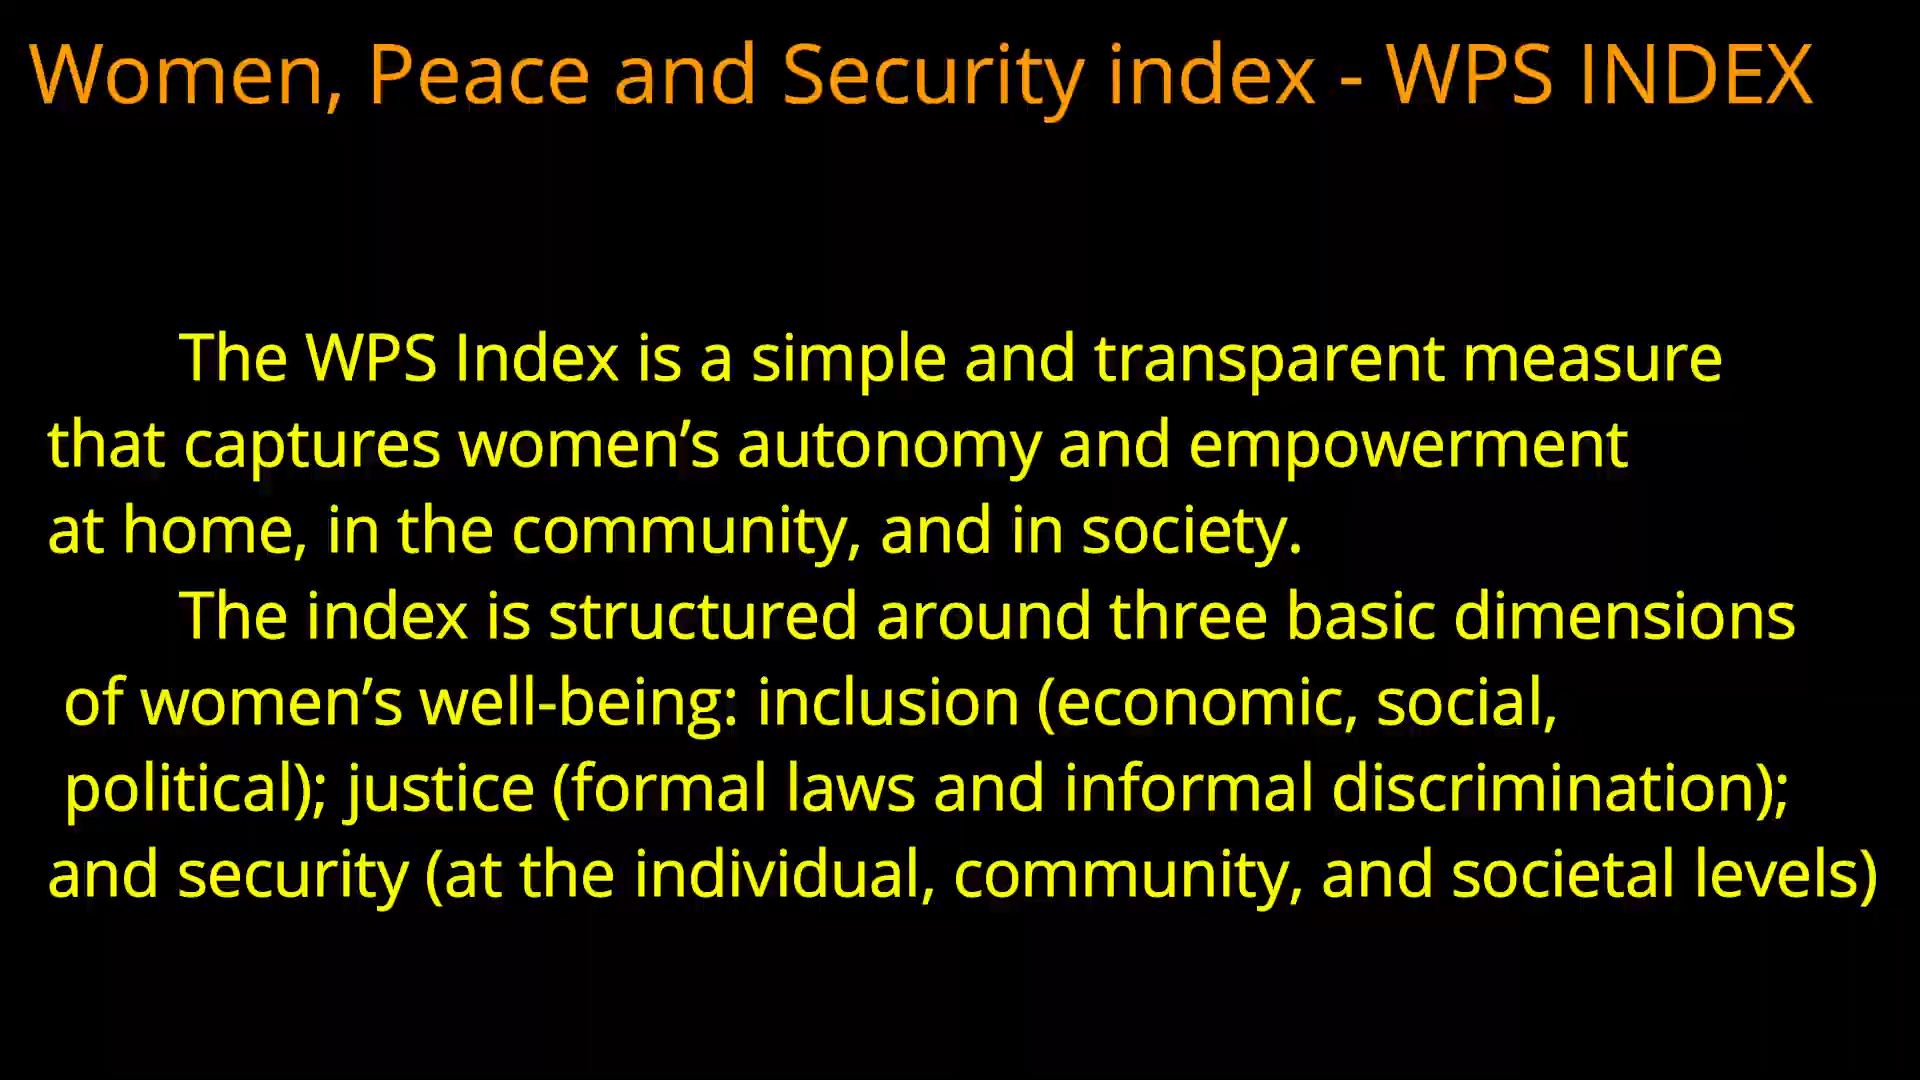 Women, Peace and Security index - WPS INDEX
The WPS Index is a simple and transparent measure
that captures women’s autonomy and empowerment
at home, in the community, and in society.
The index is structured around three basic dimensions
of women’s well-being: inclusion (economic, social,
political); justice (formal laws and informal discrimination);
and security (at the individual, community, and societal levels)